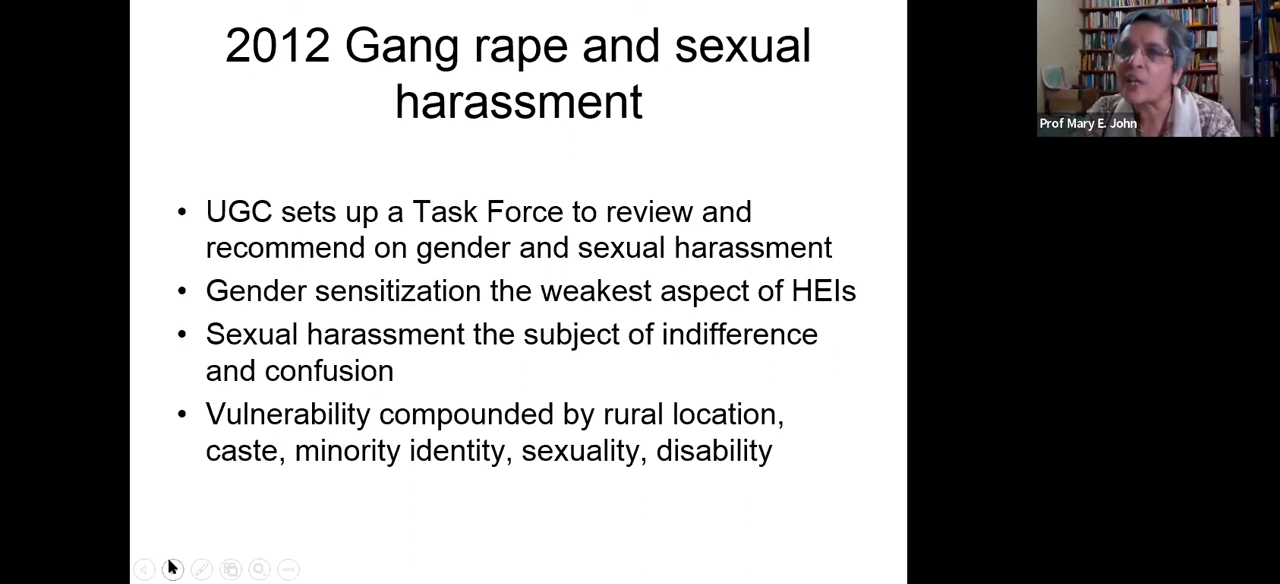 2012 Gang rape and sexual
harassment
• UGC sets up a Task Force to review and
recommend on gender and sexual harassment
• Gender sensitization the weakest aspect of HEIs
• Sexual harassment the subject of indifference
and confusion
• Vulnerability compounded by rural location,
caste, minority identity, sexuality, disability
Prof Mary E. John